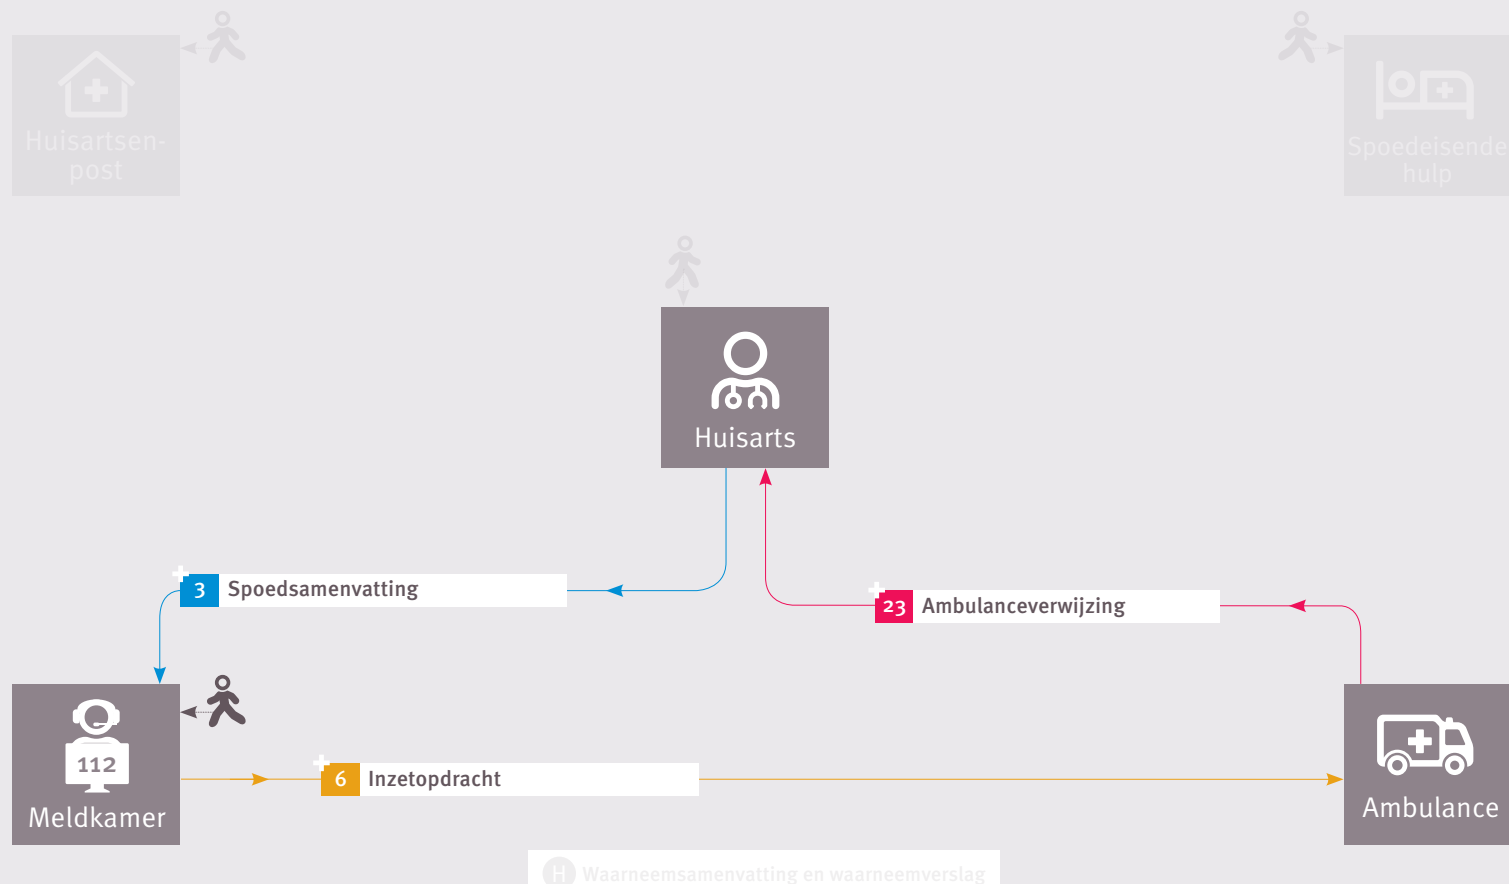 Huisartsen-
post
Spoedeisende
hulp
Huisarts
3 Spoedsamenvatting
23 Ambulanceverwijzing
112
Meldkamer
6 Inzetopdracht
Ambulance
H Waarneemsamenvatting en waarneemverslag